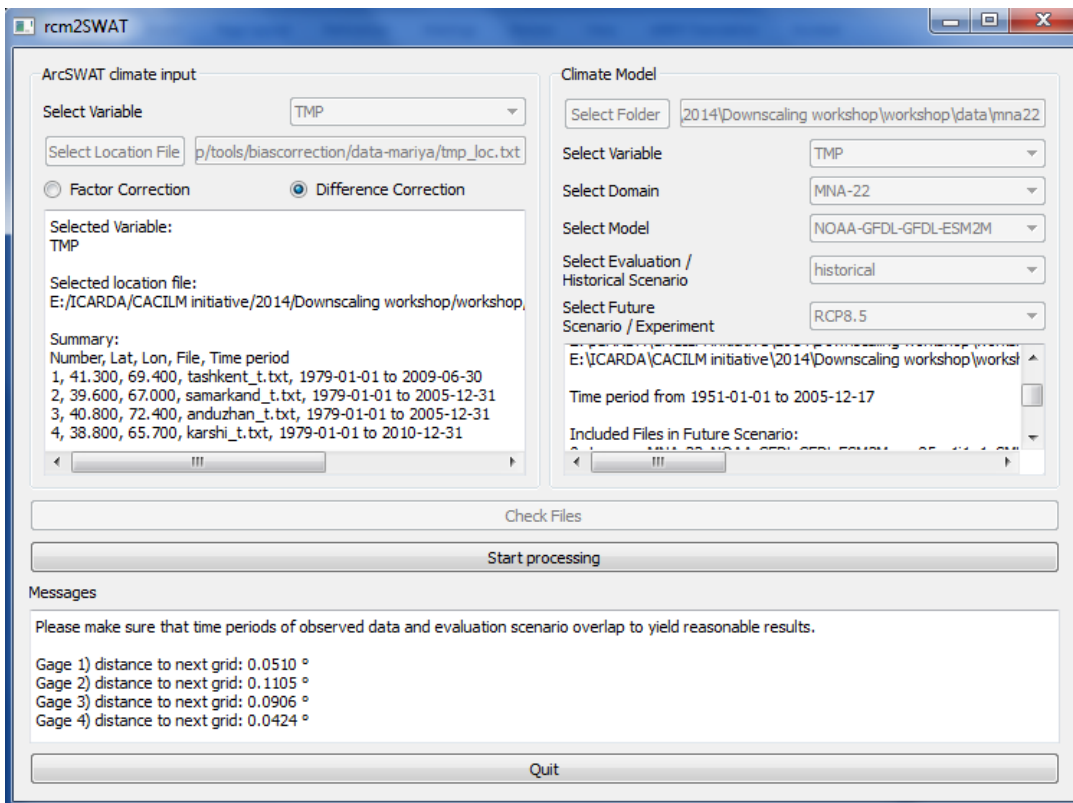 rcm2SWAT
ArcSWAT climate input
Select Variable
TMP
Select Location File
p/tools/biascorrection/data-mariya/tmp_loc.txt
Factor Correction
Difference Correction
Selected Variable:
TMP
Selected location file:
E:/ICARDA/CACILM initiative/2014/Downscaling workshop/workshop,
Summary:
Number, Lat, Lon, File, Time period
1, 41.300, 69.400, tashkent_t.txt, 1979-01-01 to 2009-06-30
2, 39.600, 67.000, samarkand_t.txt, 1979-01-01 to 2005-12-31
3, 40.800, 72.400, anduzhan_t.txt, 1979-01-01 to 2005-12-31
4, 38.800, 65.700, karshi_t.txt, 1979-01-01 to 2010-12-31
Climate Model
Select Folder
2014\Downscaling workshop\workshop\data\mna22
Select Variable
TMP
Select Domain
MNA-22
Select Model
NOAA-GFDL-GFDL-ESM2M
Select Evaluation /
Historical Scenario
historical
Select Future
Scenario / Experiment
RCP8.5
E:\ICARDA\CACILM initiative\2014\Downscaling workshop\worksh
Time period from 1951-01-01 to 2005-12-17
Included Files in Future Scenario:
Check Files
Start processing
Messages
Please make sure that time periods of observed data and evaluation scenario overlap to yield reasonable results.
Gage 1) distance to next grid: 0.0510 °
Gage 2) distance to next grid: 0.1105 °
Gage 3) distance to next grid: 0.0906 °
Gage 4) distance to next grid: 0.0424 °
Quit